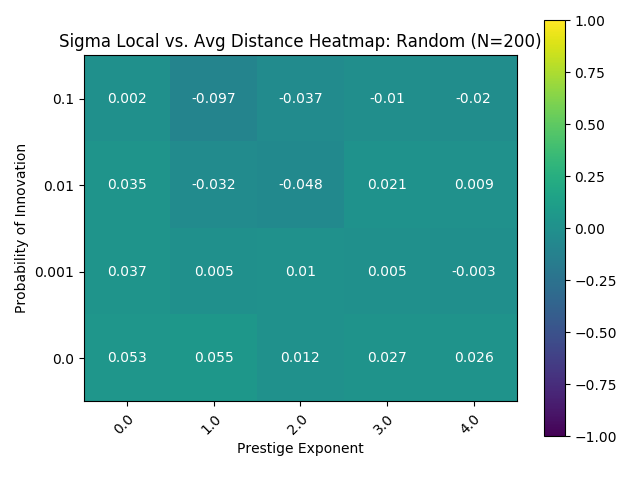 Sigma Local vs. Avg Distance Heatmap: Random (N=200)
Probability of Innovation
0.1 0.002 -0.097 -0.037 -0.01 -0.02
0.01 0.035 -0.032 -0.048 0.021 0.009
0.001 0.037 0.005 0.01 0.005 -0.003
0.0 0.053 0.055 0.012 0.027 0.026
0.0 1.0 2.0 3.0 4.0
Prestige Exponent
1.00
0.75
0.50
0.25
0.00
−0.25
−0.50
−0.75
−1.00